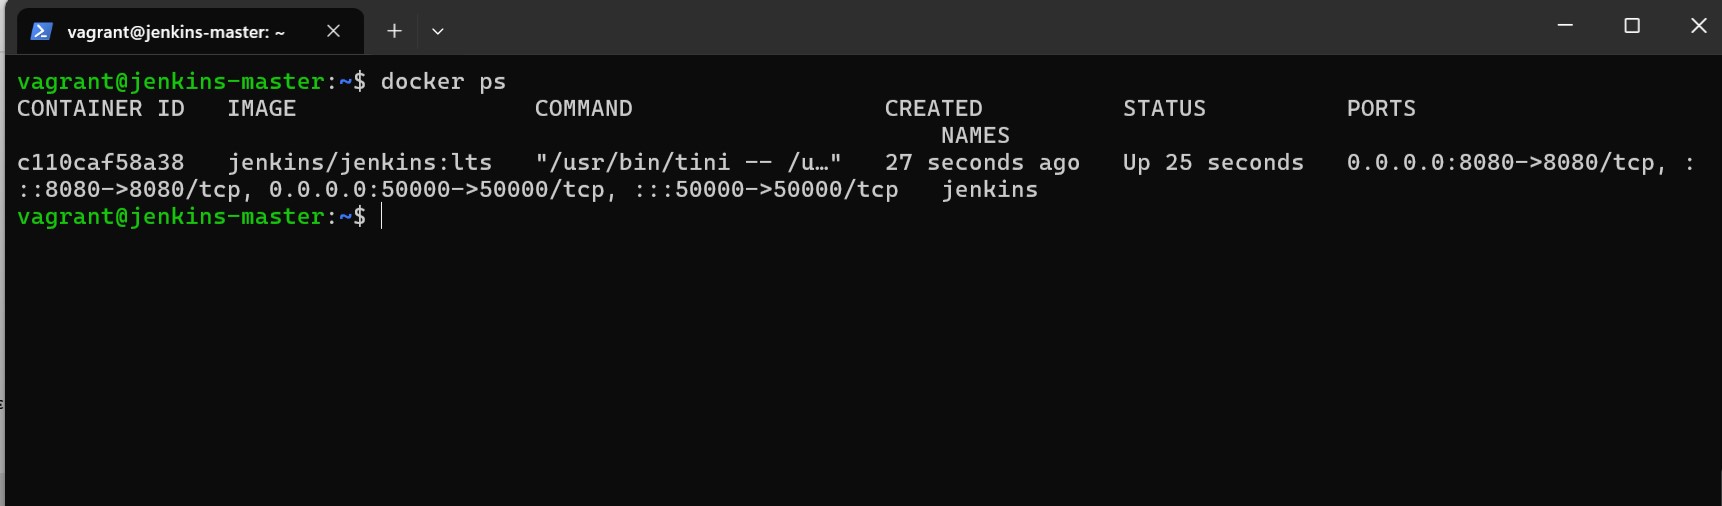 vagrant@jenkins-master: ~
vagrant@jenkins-master:~$ docker ps
CONTAINER ID   IMAGE                 COMMAND                  CREATED          STATUS          PORTS
                                                                  NAMES
c110caf58a38   jenkins/jenkins:lts   "/usr/bin/tini -- /u…"   27 seconds ago   Up 25 seconds   0.0.0.0:8080->8080/tcp, :
::8080->8080/tcp, 0.0.0.0:50000->50000/tcp, :::50000->50000/tcp   jenkins
vagrant@jenkins-master:~$